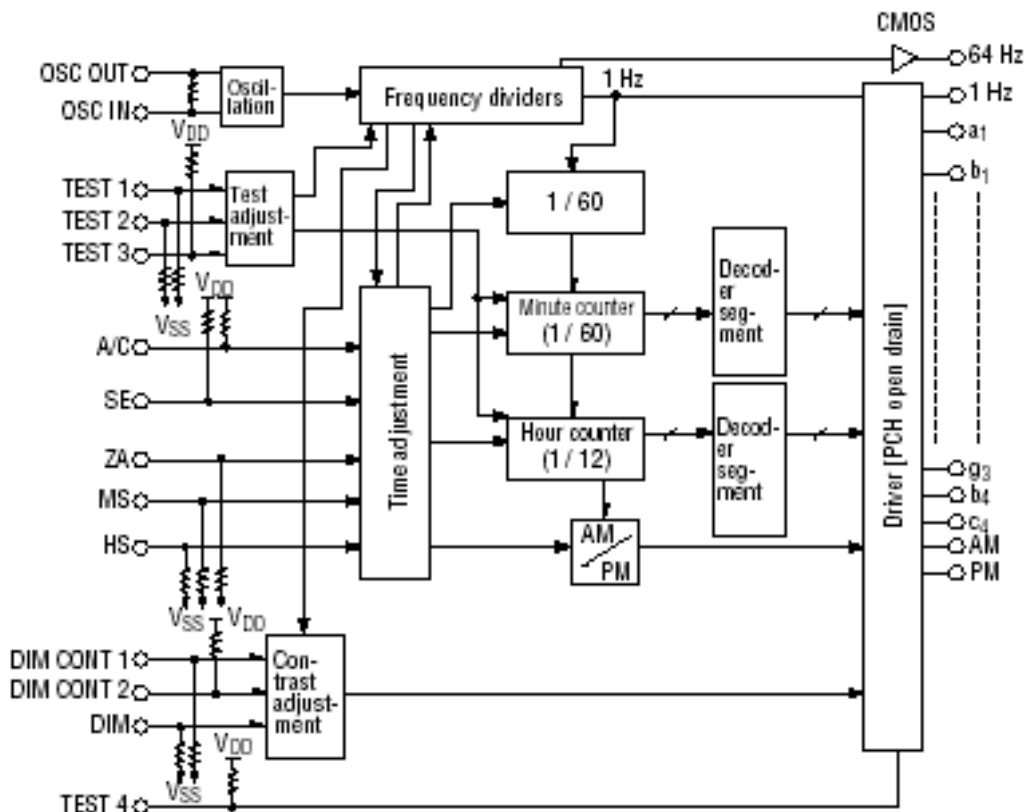 CMOS
OSC OUT
Oscil-
lation
Frequency dividers
1 Hz
64 Hz
OSC IN
1 Hz
VDD
a1
b1
TEST 1
TEST 2
TEST 3
Test
adjust-
ment
1 / 60
VDD
VSS
Minute counter
(1 / 60)
Decod-
er
seg-
ment
A/C
SE
ZA
MS
HS
Time adjustment
Hour counter
(1 / 12)
Decod-
er
seg-
ment
Driver [PCH open drain]
g3
b4
c4
AM
PM
AM
PM
VSS
VDD
DIM CONT 1
DIM CONT 2
DIM
Con-
trast
adjust-
ment
VDD
VSS
TEST 4